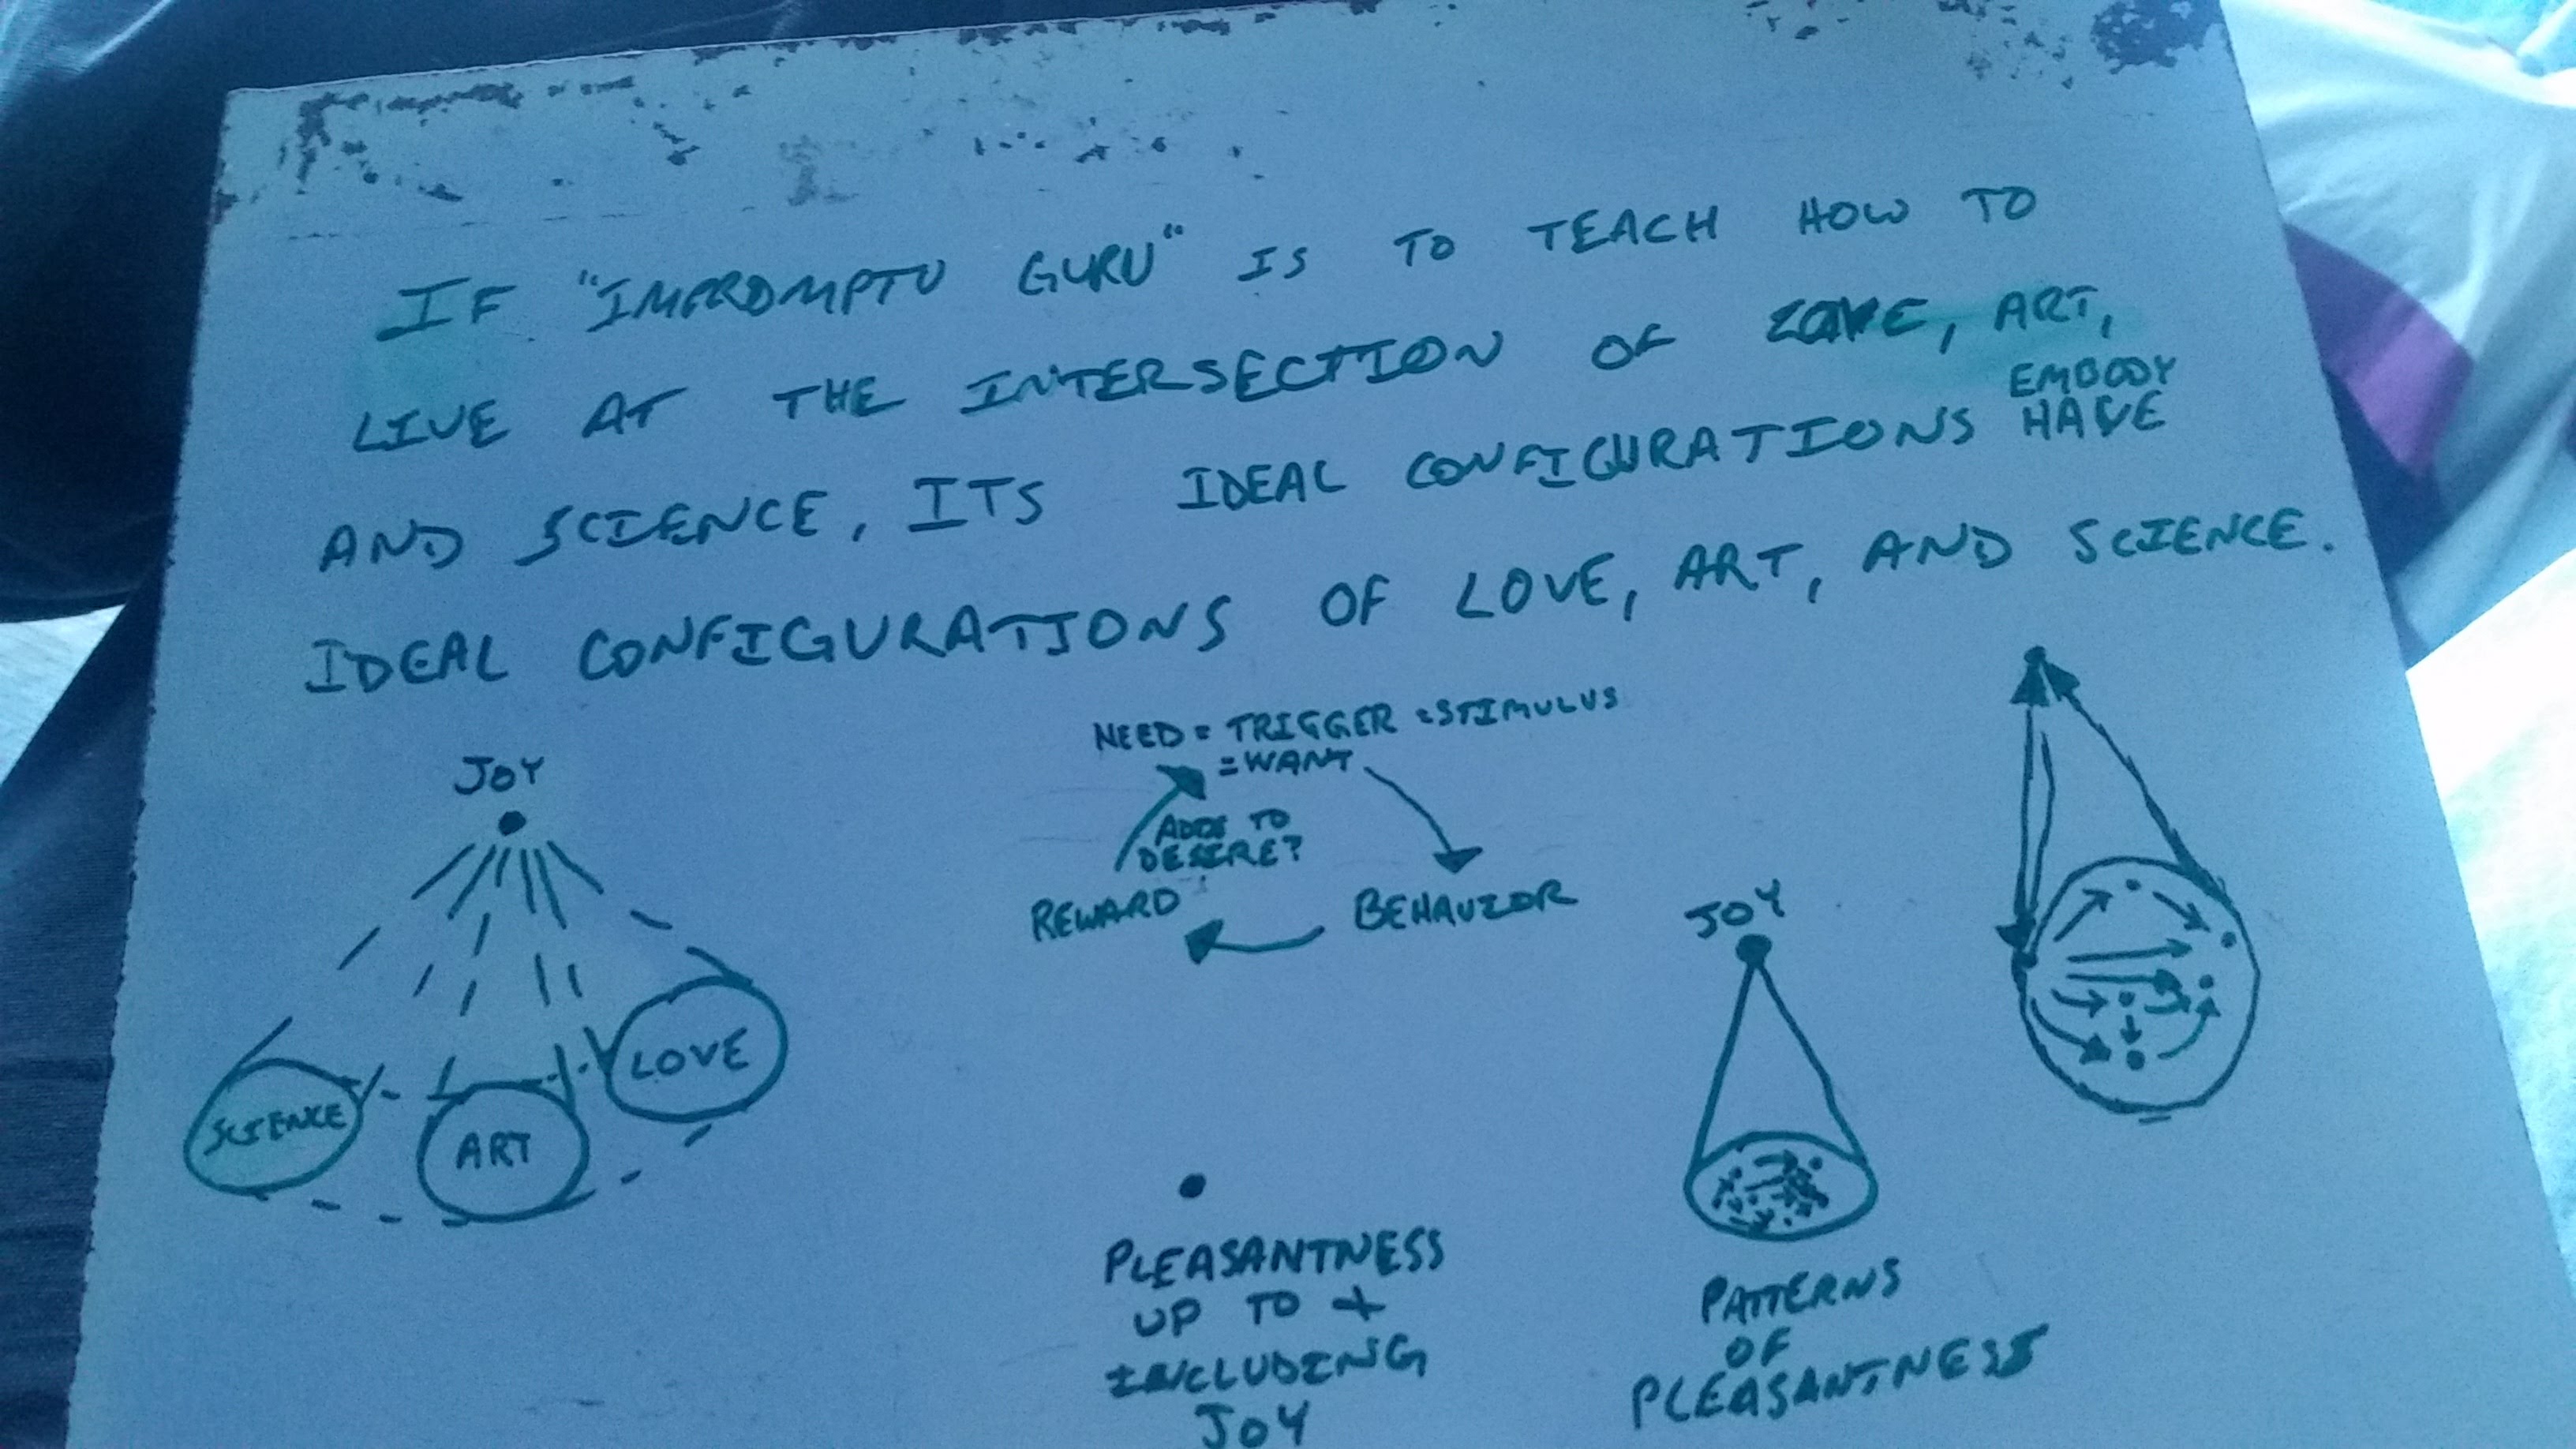 IF "IMPROMPTU GURU" IS TO TEACH HOW TO
LIVE AT THE INTERSECTION OF LOVE, ART,
EMBODY
AND SCIENCE, ITS IDEAL CONFIGURATIONS HAVE
IDEAL CONFIGURATIONS OF LOVE, ART, AND SCIENCE.
JOY
SCIENCE
ART
LOVE
NEED = TRIGGER = STIMULUS
= WANT
ADDS TO
DESIRE?
REWARD
BEHAVIOR
PLEASANTNESS
UP TO +
INCLUDING
JOY
JOY
PATTERNS
OF
PLEASANTNESS